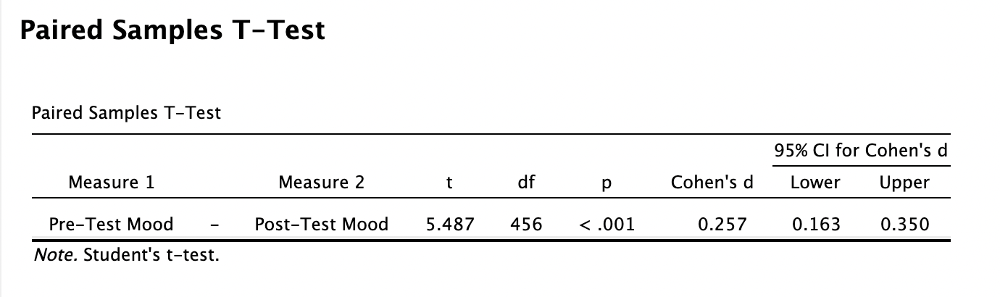 Paired Samples T-Test
Paired Samples T-Test
95% CI for Cohen's d
Measure 1 Measure 2 t df p Cohen's d Lower Upper
Pre-Test Mood - Post-Test Mood 5.487 456 < .001 0.257 0.163 0.350
Note. Student's t-test.